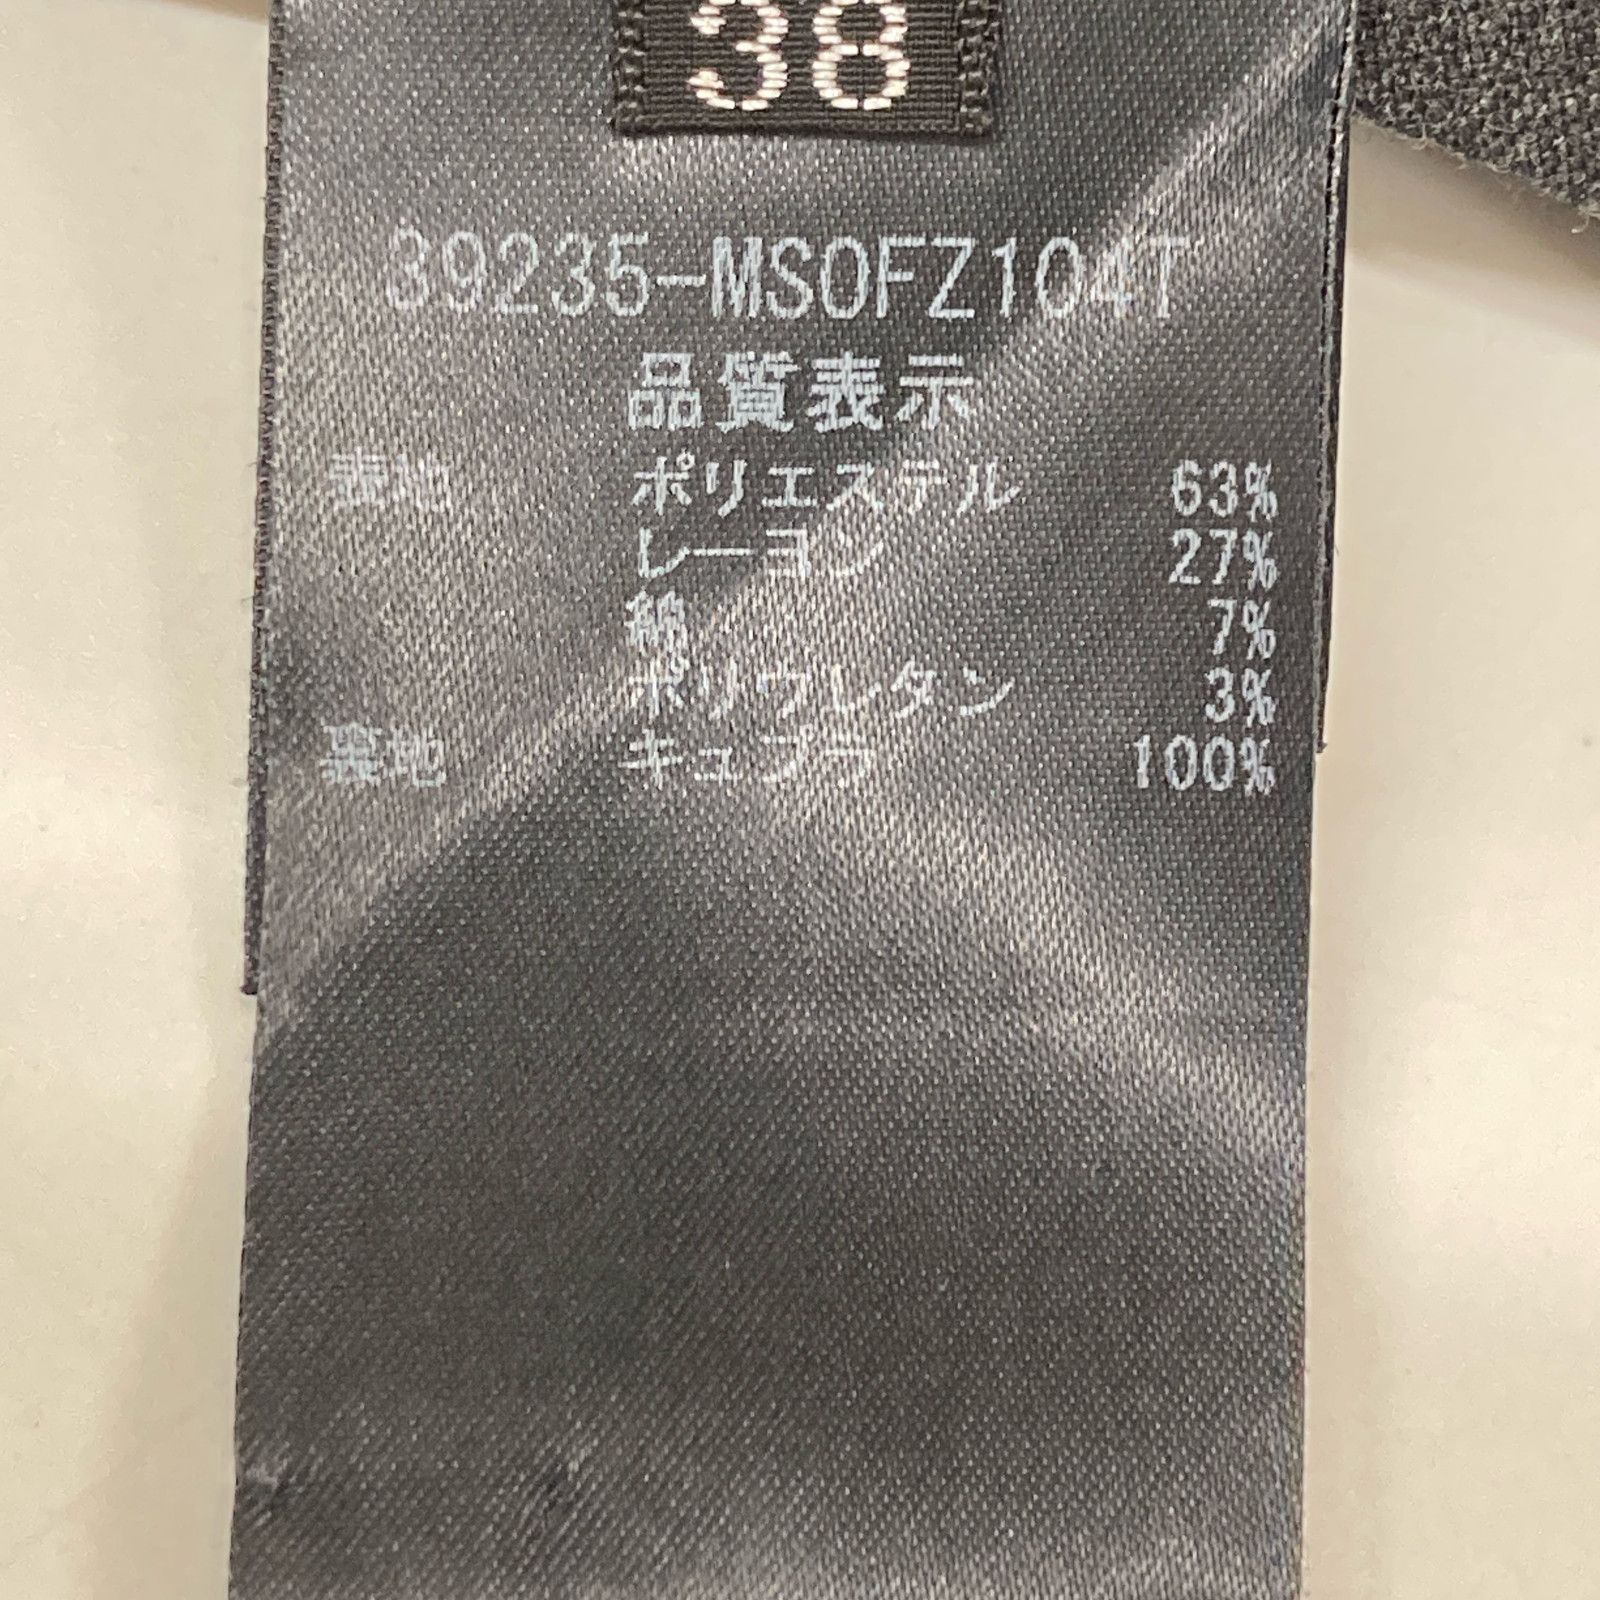 38
39235-MSOFZ104T
品質表示
表地 ポリエステル 63%
レーヨン 27%
綿 7%
ポリウレタン 3%
裏地 キュプラ 100%